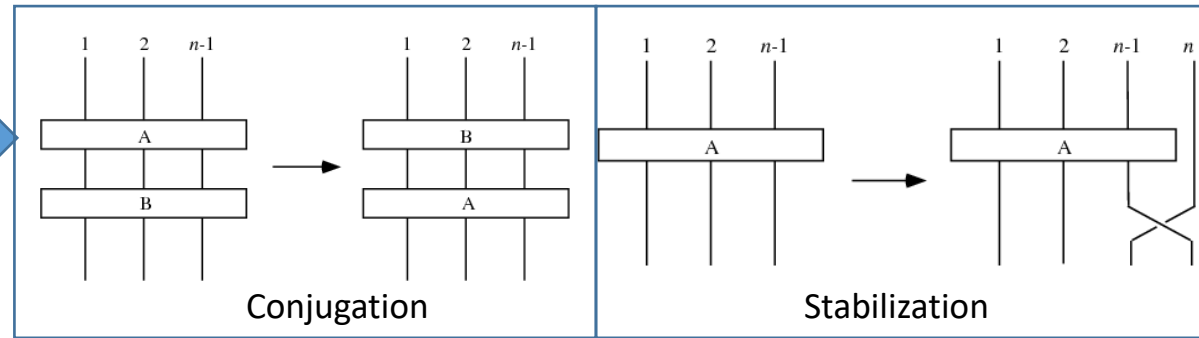 1 2 n-1
A
B
Conjugation
1 2 n-1
B
A
1 2 n-1
A
Stabilization
1 2 n-1 n
A